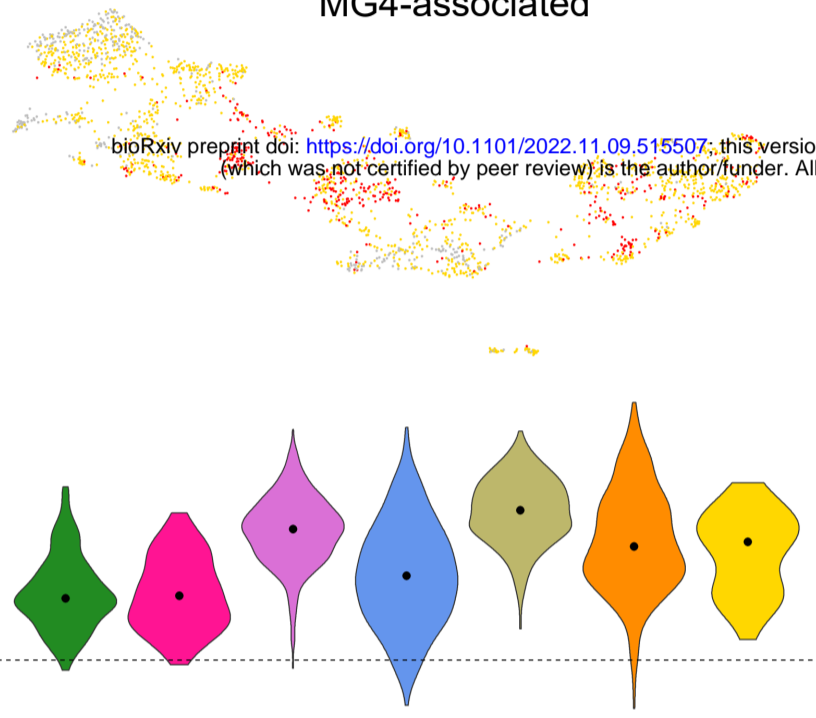 MG4-associated
bioRxiv preprint doi: https://doi.org/10.1101/2022.11.09.515507; this versio
(which was not certified by peer review) is the author/funder. All